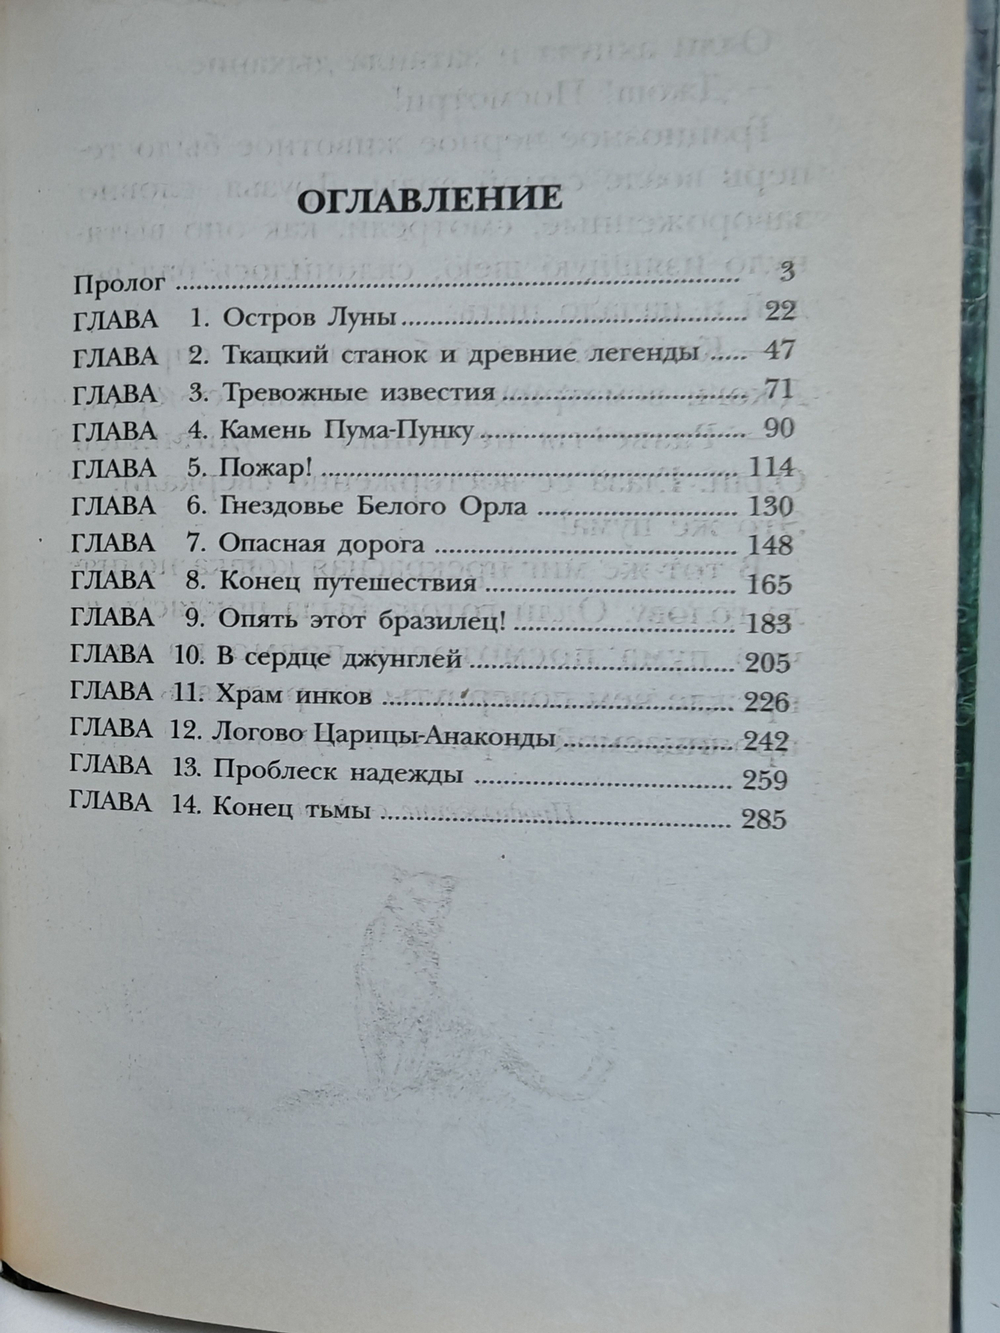 ОГЛАВЛЕНИЕ
Пролог ........ 3
ГЛАВА 1. Остров Луны ........ 22
ГЛАВА 2. Ткацкий станок и древние легенды ..... 47
ГЛАВА 3. Тревожные известия ........ 71
ГЛАВА 4. Камень Пума-Пунку ........ 90
ГЛАВА 5. Пожар! ........ 114
ГЛАВА 6. Гнездовье Белого Орла ........ 130
ГЛАВА 7. Опасная дорога ........ 148
ГЛАВА 8. Конец путешествия ........ 165
ГЛАВА 9. Опять этот бразилец! ........ 183
ГЛАВА 10. В сердце джунглей ........ 205
ГЛАВА 11. Храм инков ........ 226
ГЛАВА 12. Логово Царицы-Анаконды ........ 242
ГЛАВА 13. Проблеск надежды ........ 259
ГЛАВА 14. Конец тьмы ........ 285